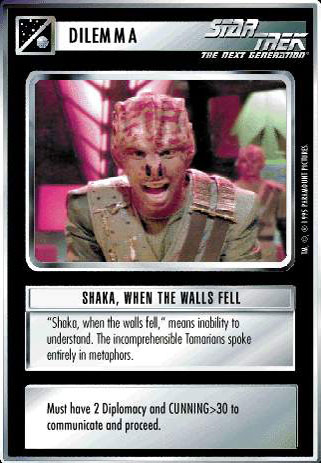 DILEMMA
STAR TREK
THE NEXT GENERATION®
TM, ©, ® 1995 PARAMOUNT PICTURES.
SHAKA, WHEN THE WALLS FELL
"Shaka, when the walls fell," means inability to
understand. The incomprehensible Tamarians spoke
entirely in metaphors.
Must have 2 Diplomacy and CUNNING>30 to
communicate and proceed.